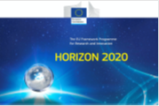 The EU Framework Programme
for Research and Innovation
HORIZON 2020